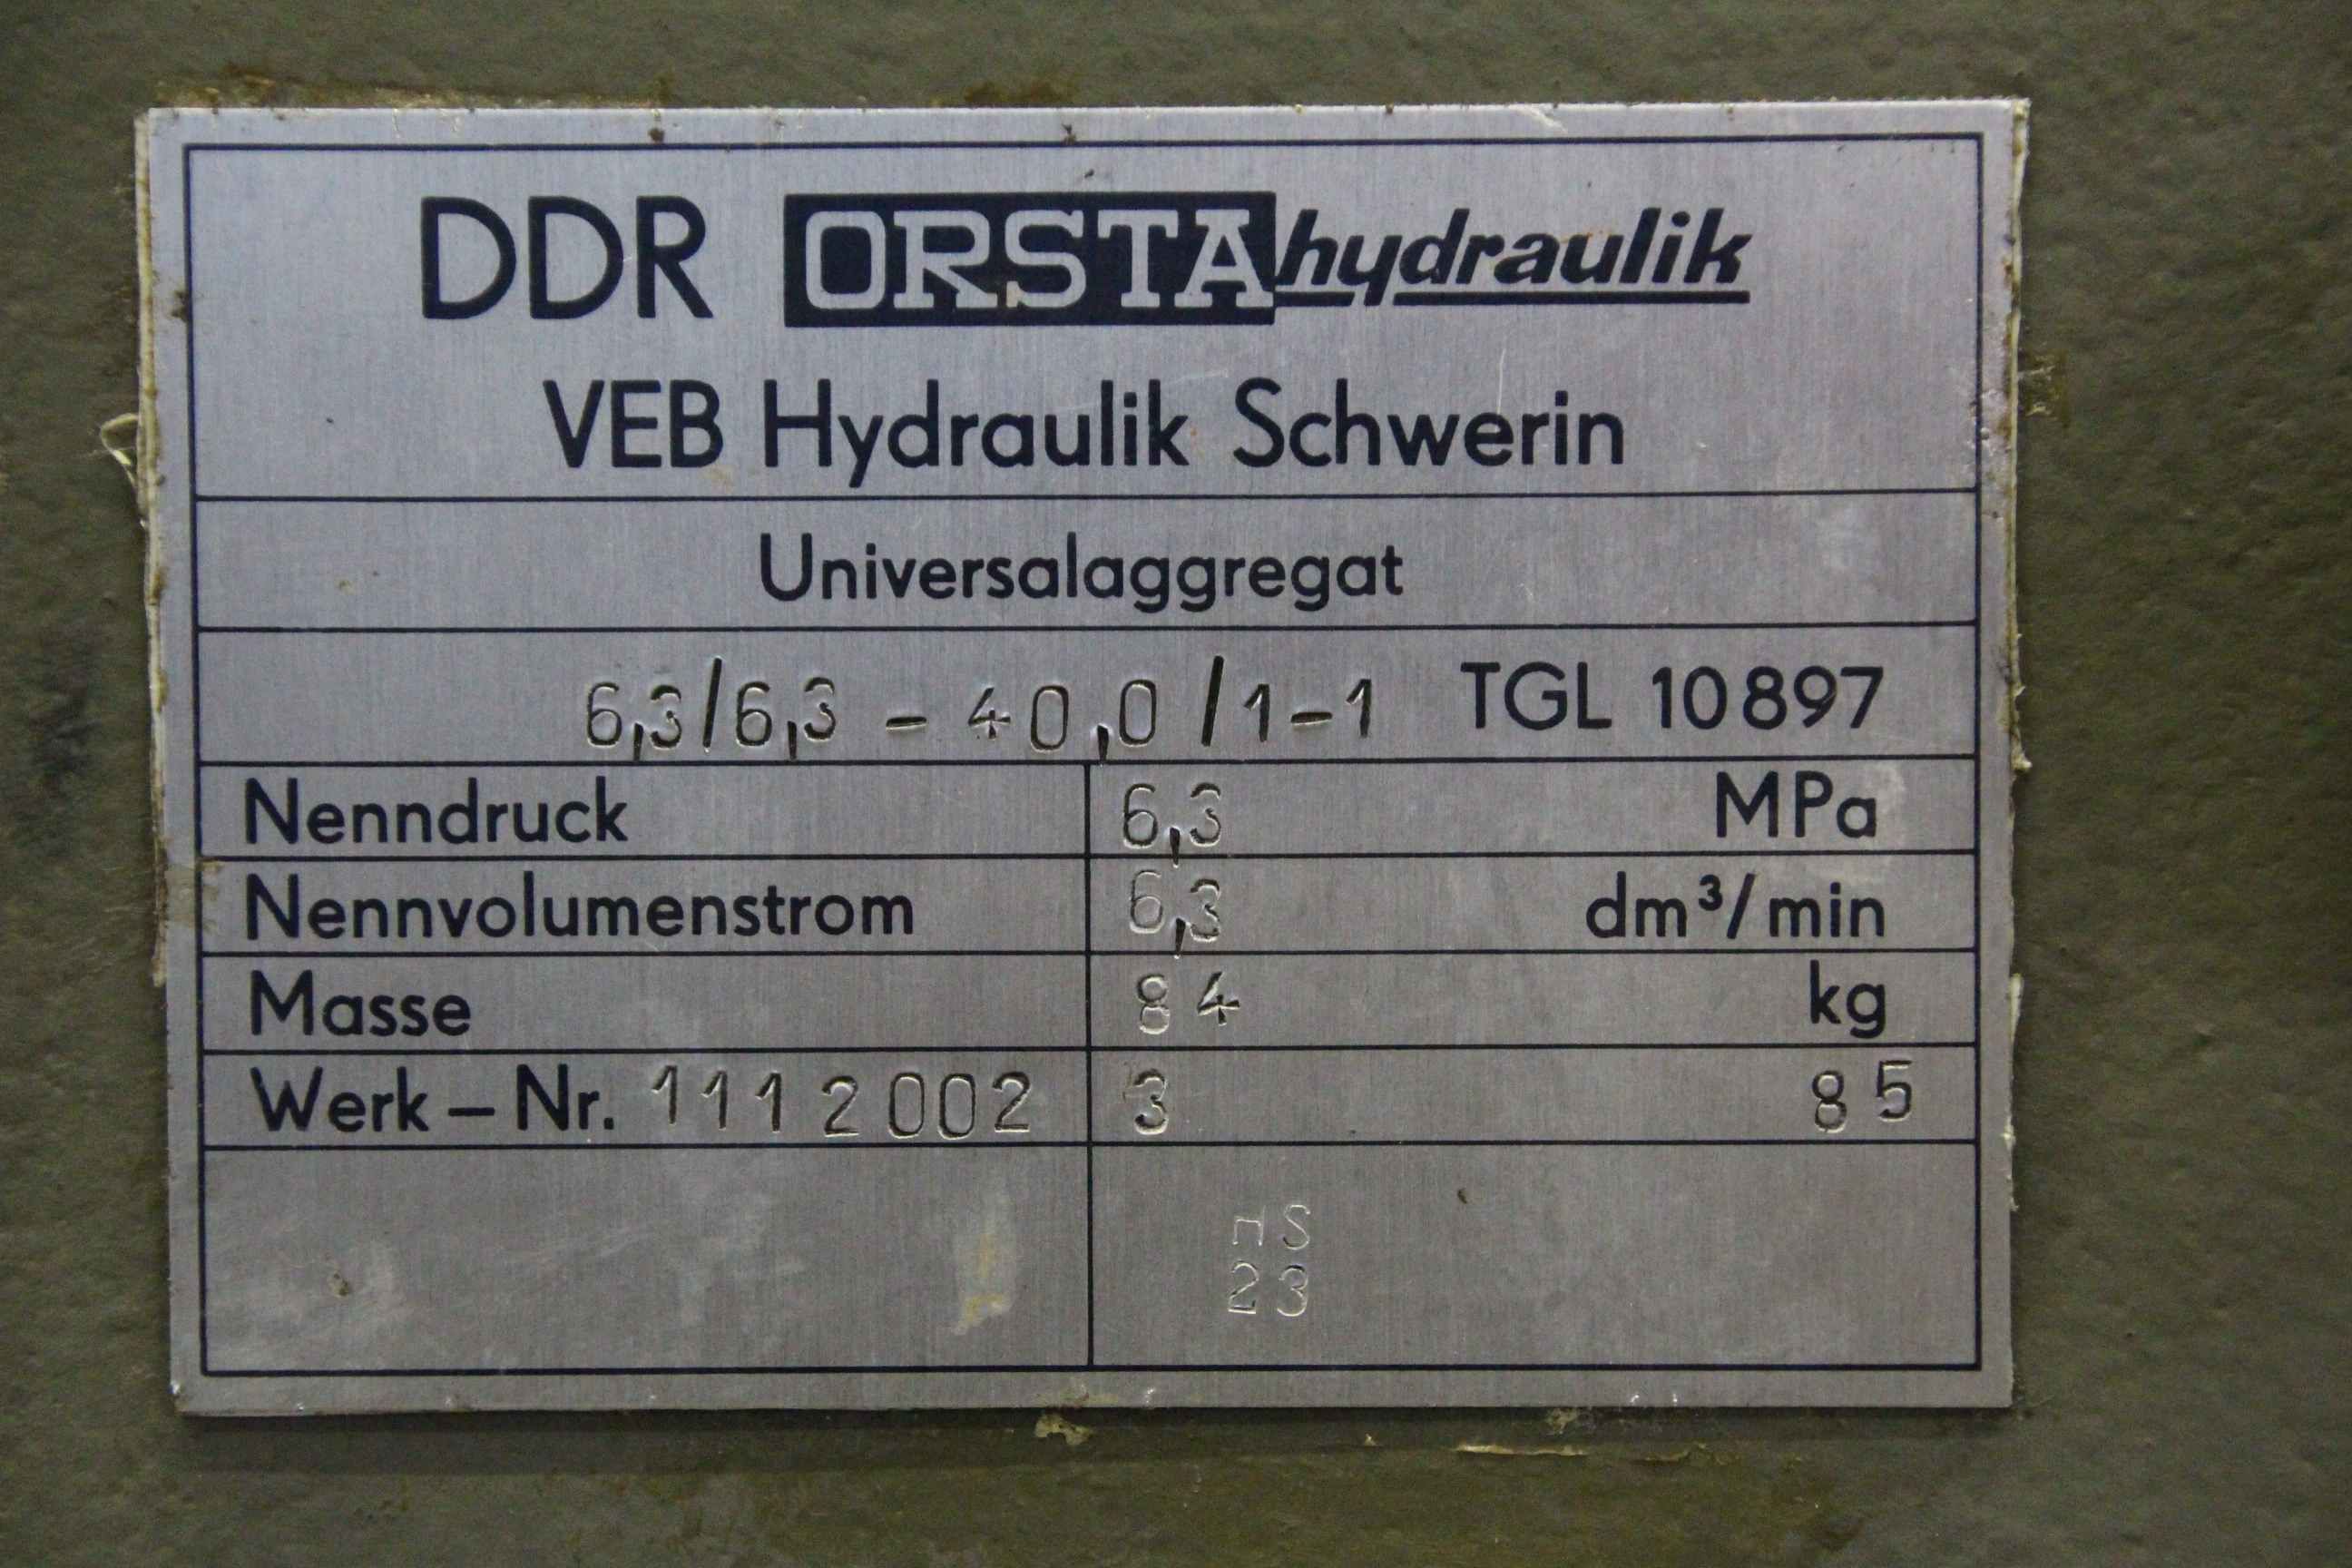 DDR ORSTA hydraulik
VEB Hydraulik Schwerin
Universalaggregat
6,3/6,3 - 40,0/1-1 TGL 10897
Nenndruck 6,3 MPa
Nennvolumenstrom 6,3 dm³/min
Masse 84 kg
Werk-Nr. 1112002 3 85
HS
23